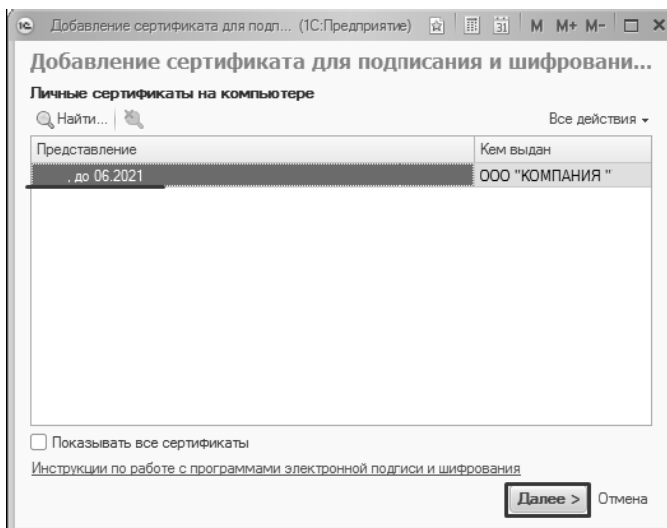 Добавление сертификата для подп... (1С:Предприятие) 31 M M+ M-
Добавление сертификата для подписания и шифровани...
Личные сертификаты на компьютере
Найти... Все действия
Представление Кем выдан
, до 06.2021 ООО "КОМПАНИЯ "
Показывать все сертификаты
Инструкции по работе с программами электронной подписи и шифрования
Далее > Отмена